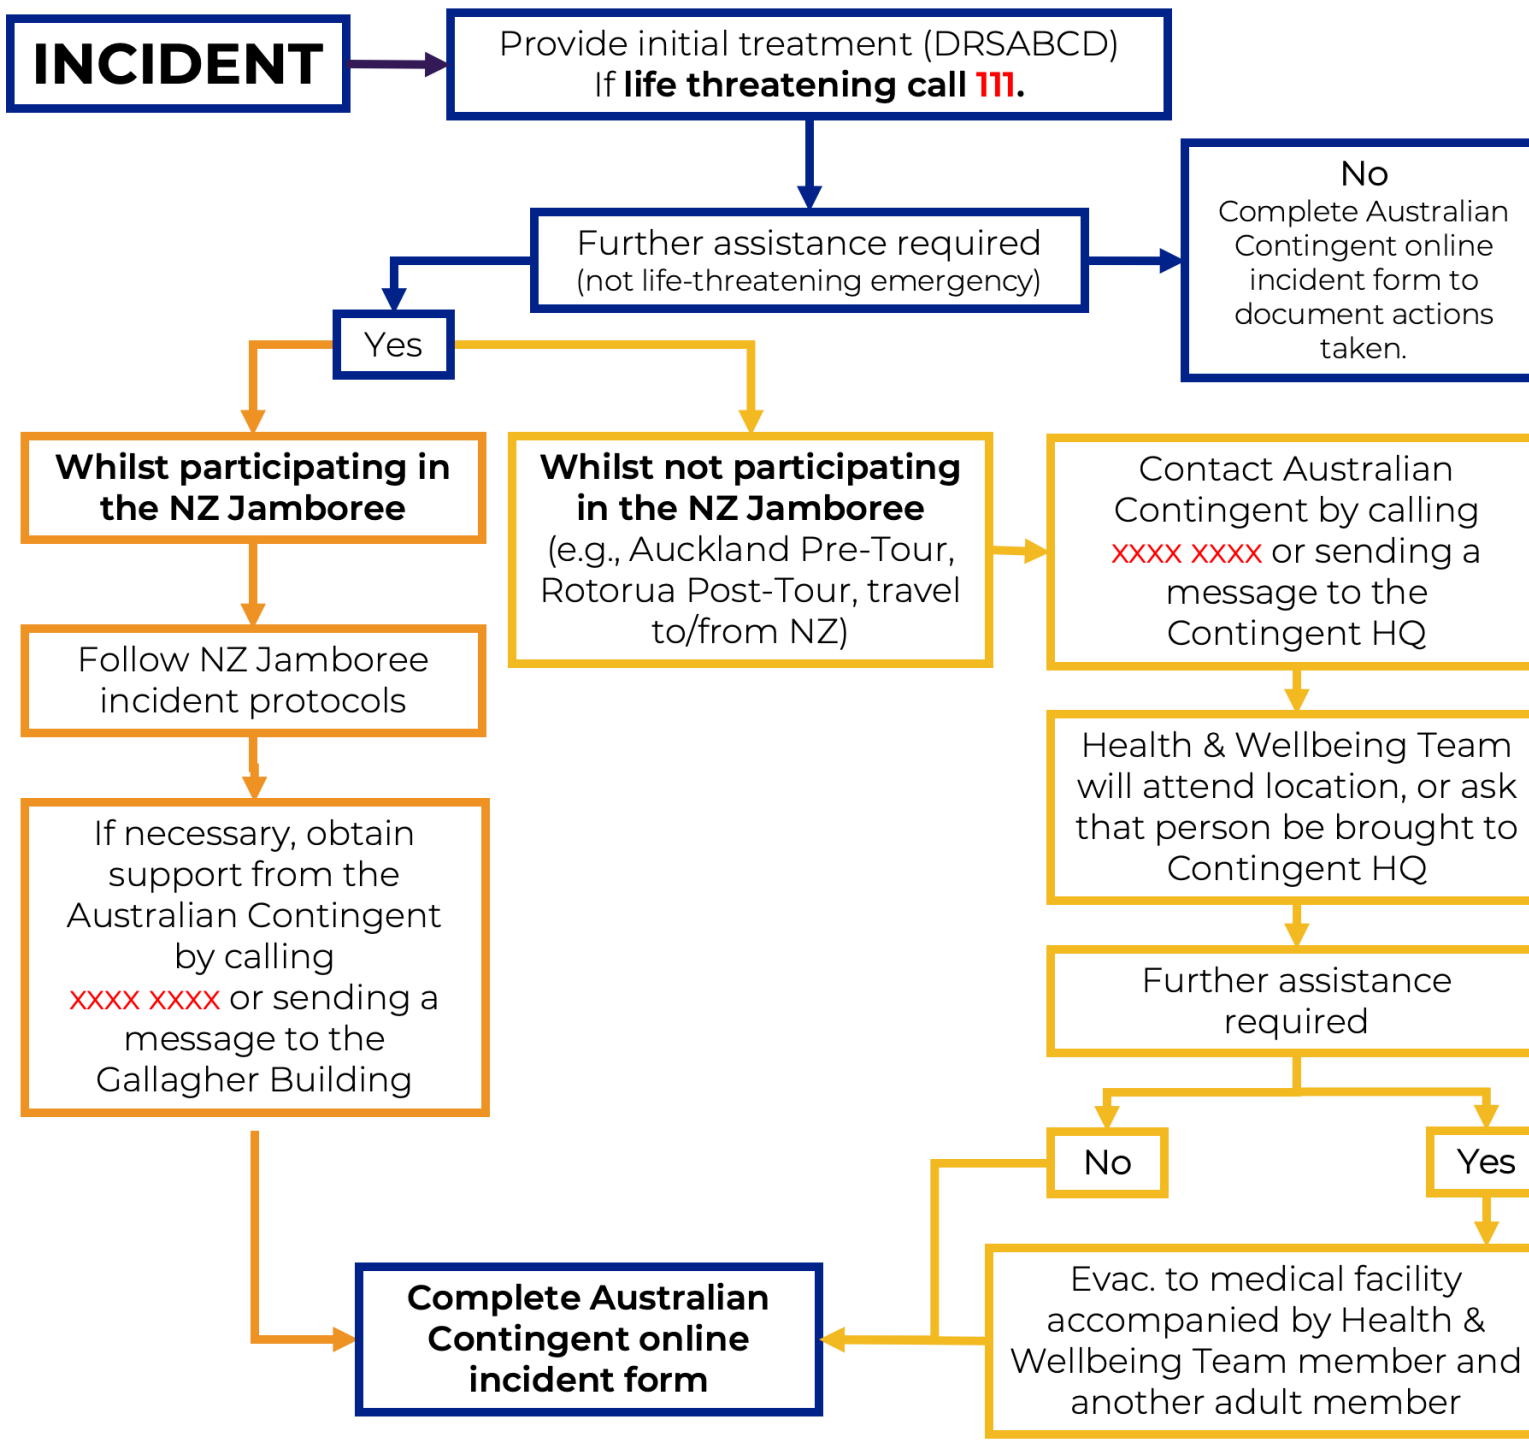 INCIDENT
Provide initial treatment (DRSABCD)
If life threatening call 111.
Further assistance required
(not life-threatening emergency)
No
Complete Australian
Contingent online
incident form to
document actions
taken.
Yes
Whilst participating in
the NZ Jamboree
Whilst not participating
in the NZ Jamboree
(e.g., Auckland Pre-Tour,
Rotorua Post-Tour, travel
to/from NZ)
Contact Australian
Contingent by calling
xxxx xxxx or sending a
message to the
Contingent HQ
Follow NZ Jamboree
incident protocols
Health & Wellbeing Team
will attend location, or ask
that person be brought to
Contingent HQ
If necessary, obtain
support from the
Australian Contingent
by calling
xxxx xxxx or sending a
message to the
Gallagher Building
Further assistance
required
No
Yes
Evac. to medical facility
accompanied by Health &
Wellbeing Team member and
another adult member
Complete Australian
Contingent online
incident form